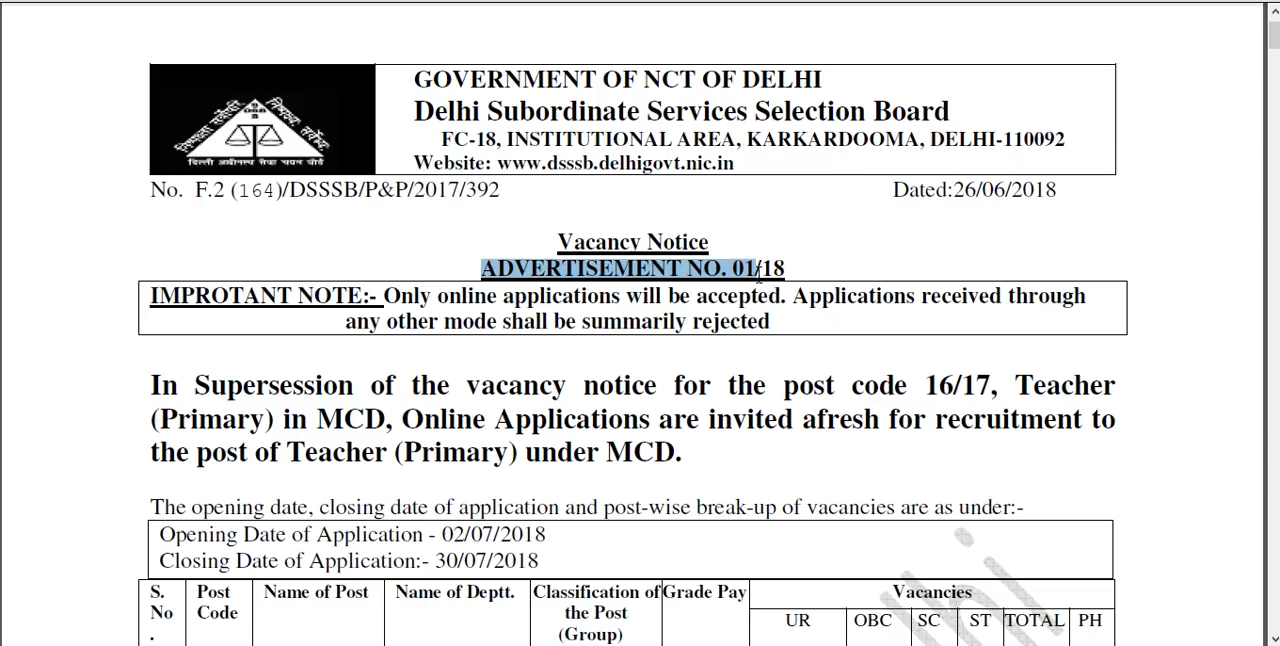 GOVERNMENT OF NCT OF DELHI
Delhi Subordinate Services Selection Board
FC-18, INSTITUTIONAL AREA, KARKARDOOMA, DELHI-110092
Website: www.dsssb.delhigovt.nic.in
दिल्ली अधीनस्थ सेवा चयन बोर्ड
No. F.2 (164)/DSSSB/P&P/2017/392 Dated:26/06/2018
Vacancy Notice
ADVERTISEMENT NO. 01/18
IMPROTANT NOTE:- Only online applications will be accepted. Applications received through
any other mode shall be summarily rejected
In Supersession of the vacancy notice for the post code 16/17, Teacher
(Primary) in MCD, Online Applications are invited afresh for recruitment to
the post of Teacher (Primary) under MCD.
The opening date, closing date of application and post-wise break-up of vacancies are as under:-
Opening Date of Application - 02/07/2018
Closing Date of Application:- 30/07/2018
S. No . Post Code Name of Post Name of Deptt. Classification of the Post (Group) Grade Pay Vacancies
UR OBC SC ST TOTAL PH